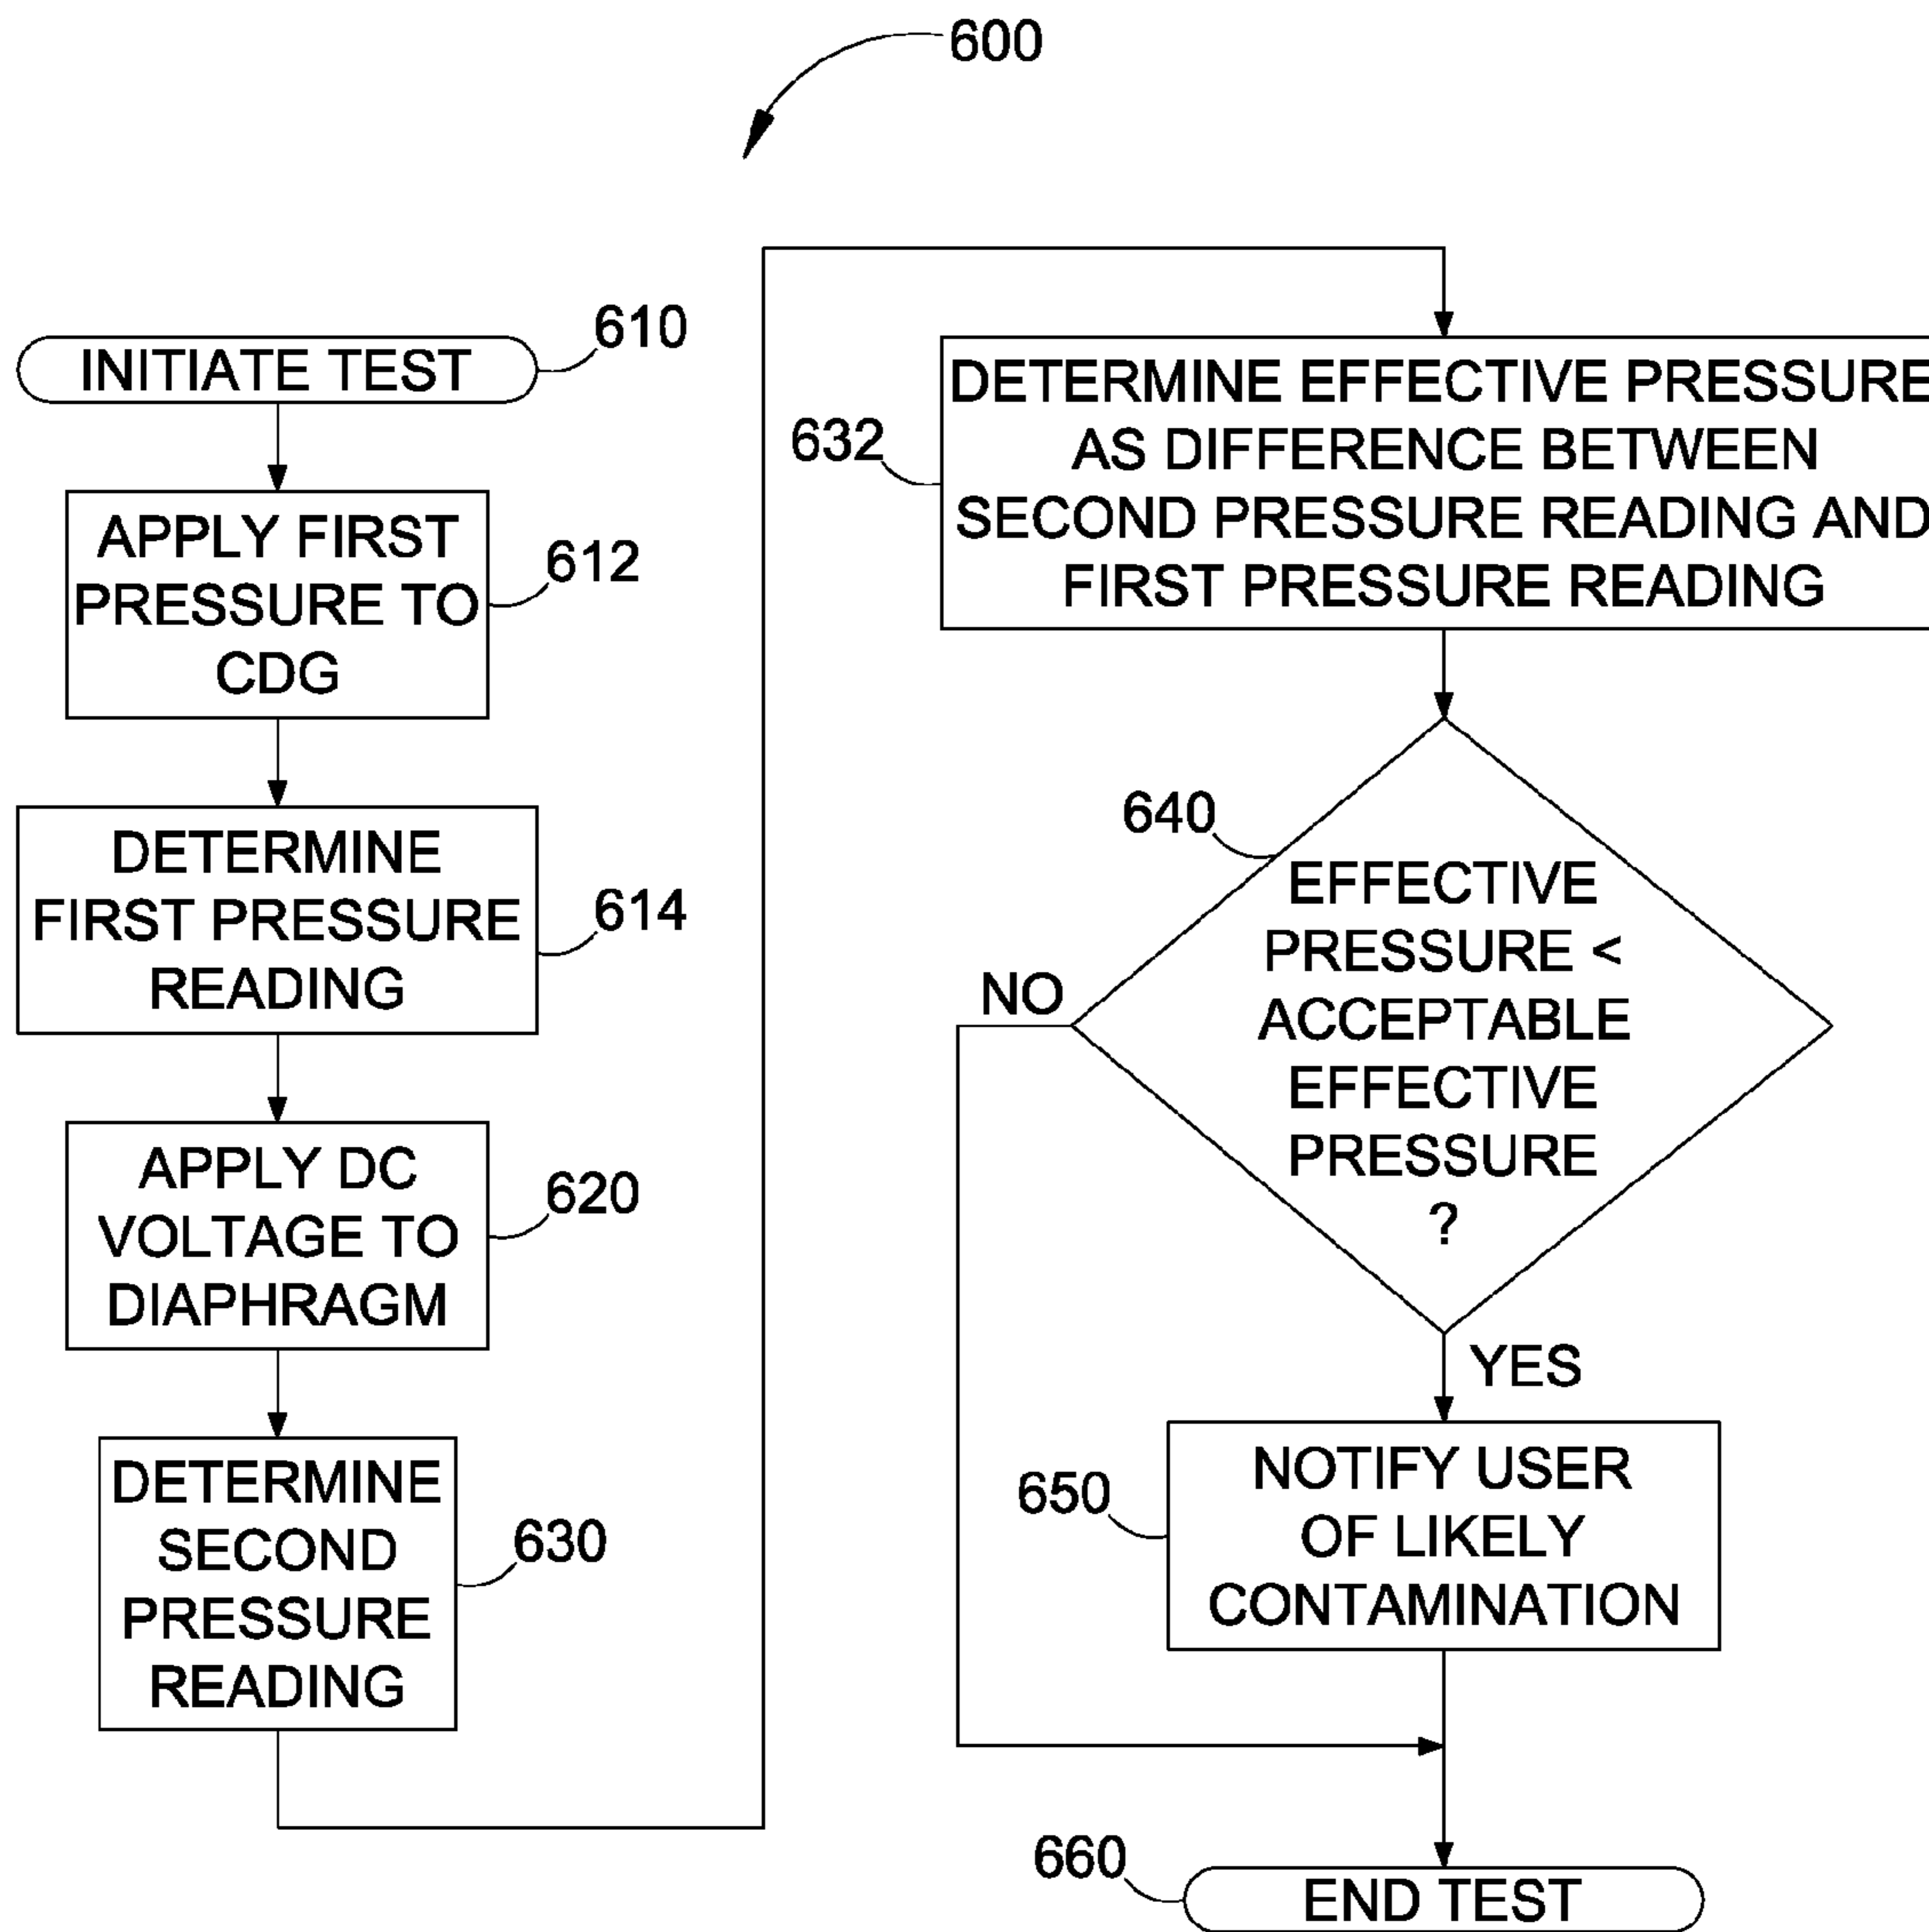 600
INITIATE TEST
610
APPLY FIRST
PRESSURE TO
CDG
612
DETERMINE
FIRST PRESSURE
READING
614
APPLY DC
VOLTAGE TO
DIAPHRAGM
620
DETERMINE
SECOND
PRESSURE
READING
630
DETERMINE EFFECTIVE PRESSURE
AS DIFFERENCE BETWEEN
SECOND PRESSURE READING AND
FIRST PRESSURE READING
632
640
EFFECTIVE
PRESSURE <
ACCEPTABLE
EFFECTIVE
PRESSURE
?
NO
YES
NOTIFY USER
OF LIKELY
CONTAMINATION
650
660
END TEST